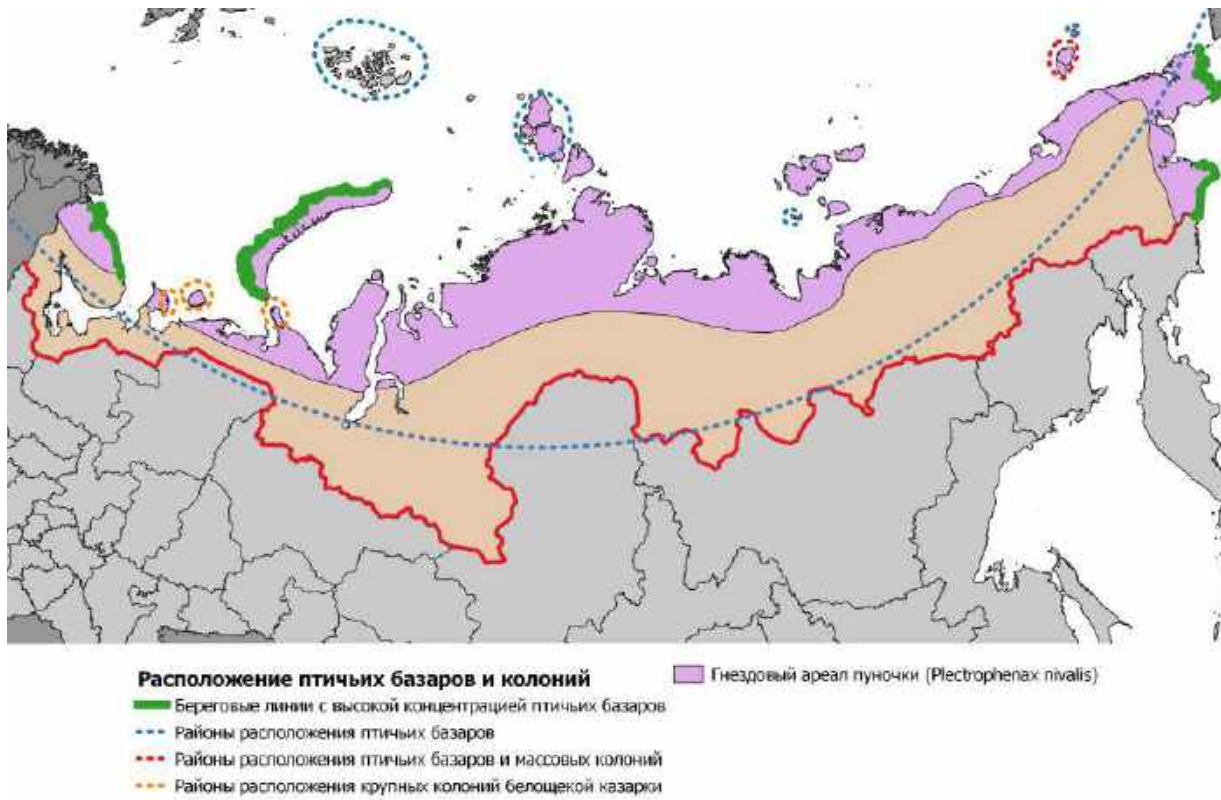 Расположение птичьих базаров и колоний
Береговые линии с высокой концентрацией птичьих базаров
Районы расположения птичьих базаров
Районы расположения птичьих базаров и массовых колоний
Районы расположения крупных колоний белощекой казарки
Гнездовый ареал пуночки (Plectrophenax nivalis)